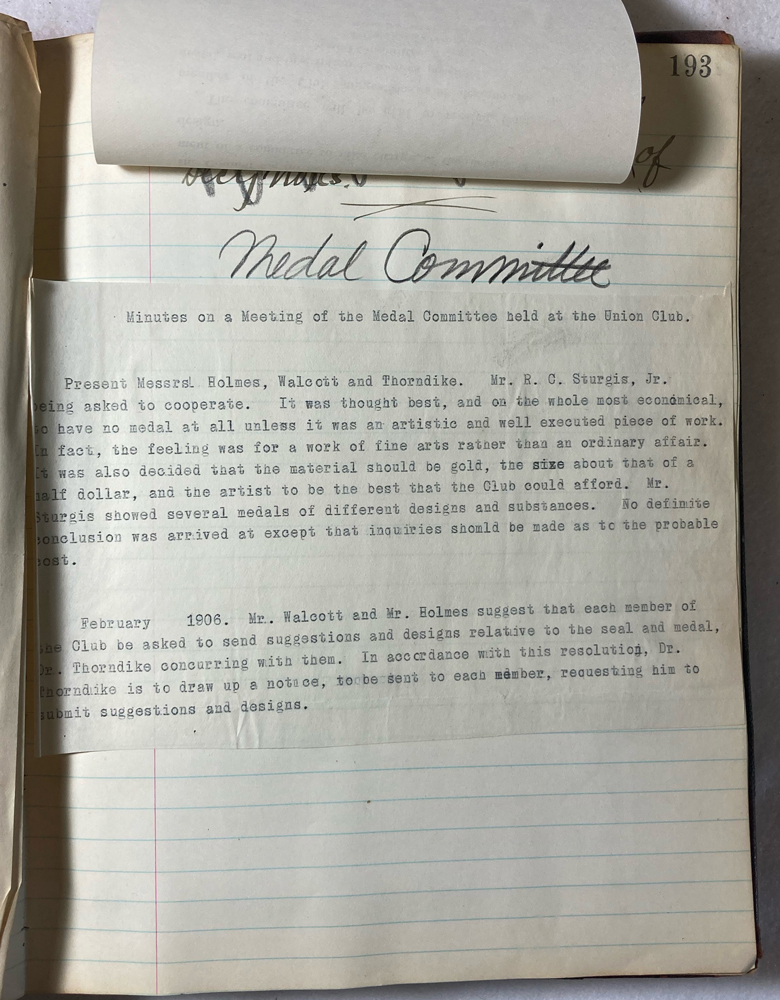 193
of
Medal Committee
Minutes on a Meeting of the Medal Committee held at the Union Club.
Present Messrs. Holmes, Walcott and Thorndike. Mr. R. C. Sturgis, Jr.
eing asked to cooperate. It was thought best, and on the whole most economical,
o have no medal at all unless it was an artistic and well executed piece of work.
n fact, the feeling was for a work of fine arts rather than an ordinary affair.
t was also decided that the material should be gold, the size about that of a
alf dollar, and the artist to be the best that the Club could afford. Mr.
Sturgis showed several medals of different designs and substances. No definite
onclusion was arrived at except that inquiries should be made as to the probable
ost.
February 1906. Mr. Walcott and Mr. Holmes suggest that each member of
he Club be asked to send suggestions and designs relative to the seal and medal,
Dr. Thorndike concurring with them. In accordance with this resolution, Dr.
Thorndike is to draw up a notice, to be sent to each member, requesting him to
submit suggestions and designs.